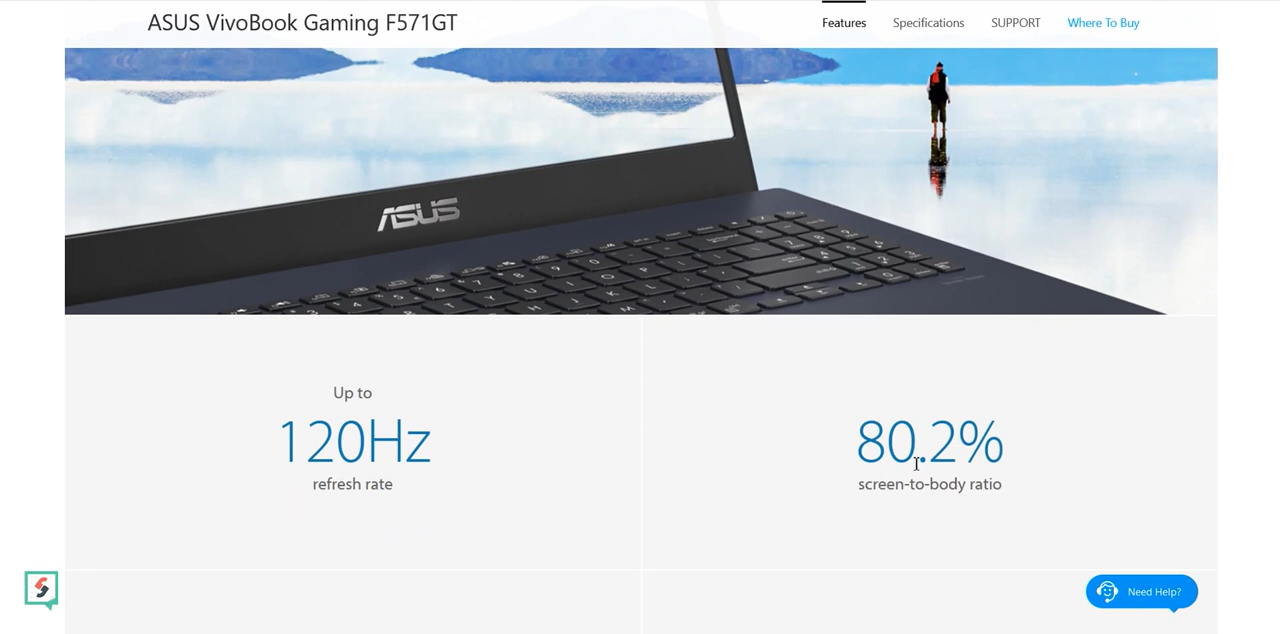 ASUS VivoBook Gaming F571GT
Features
Specifications
SUPPORT
Where To Buy
ASUS
Up to
120Hz
refresh rate
80.2%
screen-to-body ratio
Need Help?